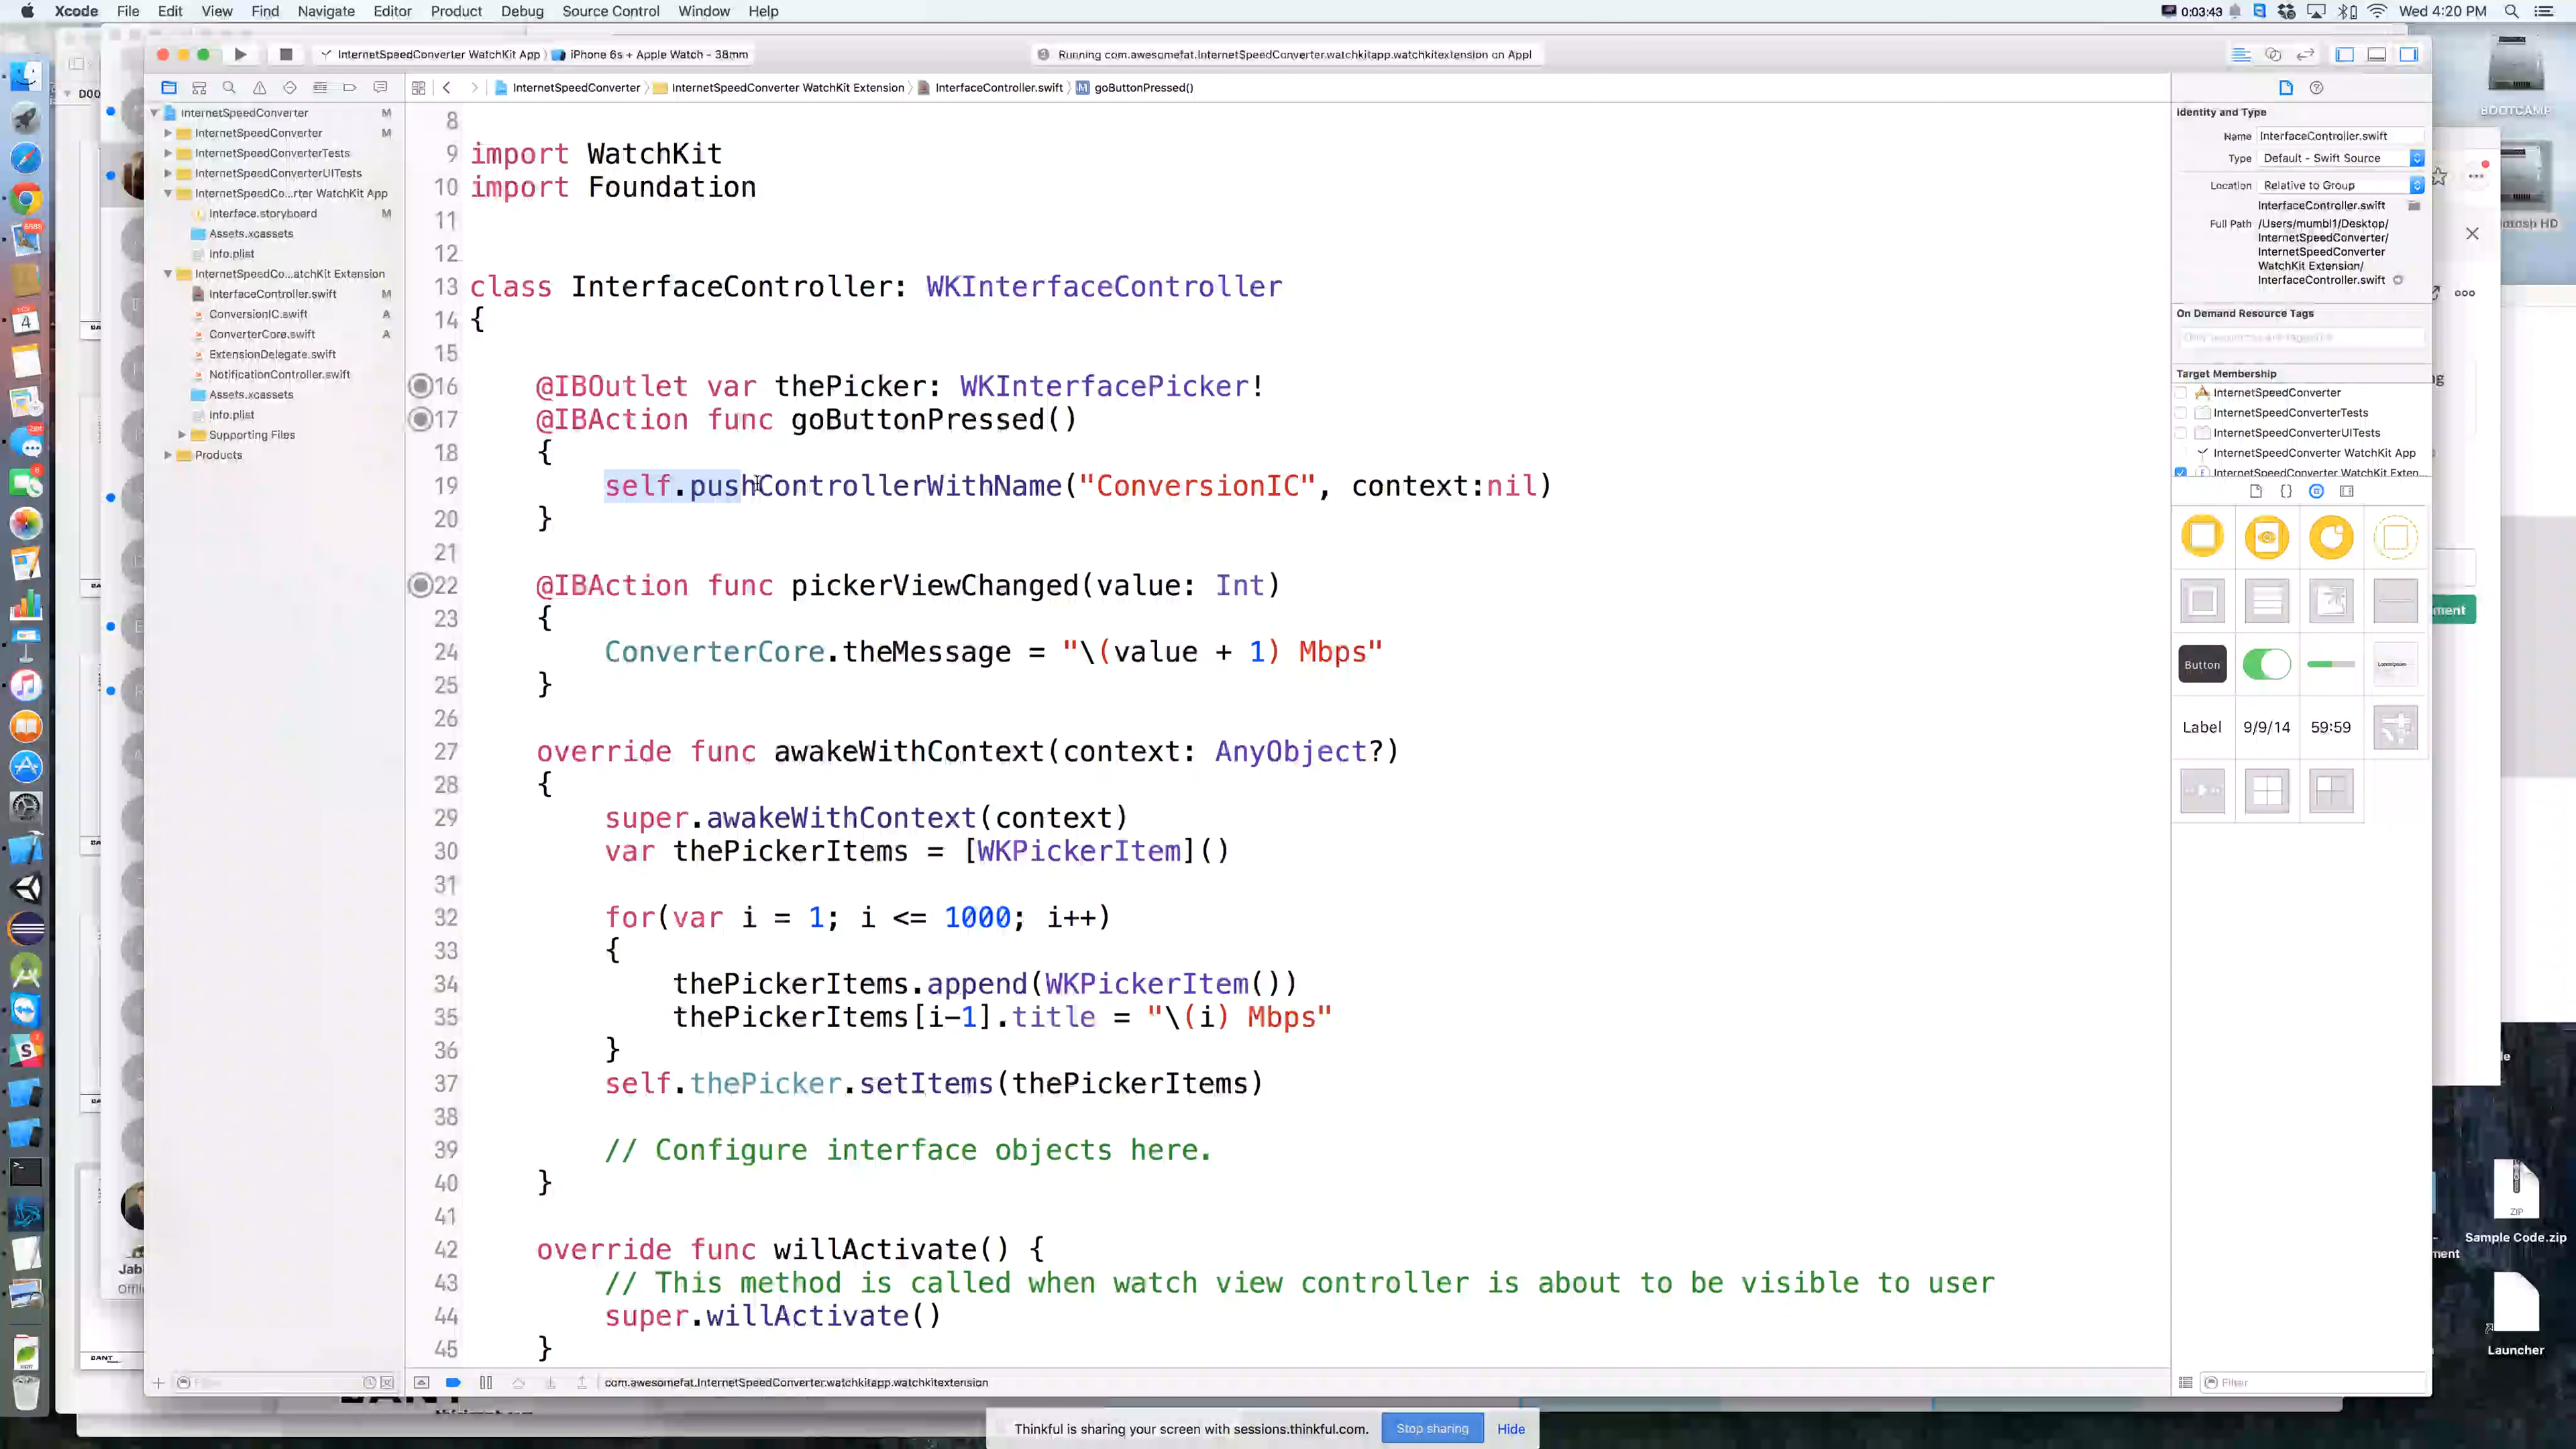 Xcode File Edit View Find Navigate Editor Product Debug Source Control Window Help 0:03:43 Wed 4:20 PM
InternetSpeedConverter WatchKit App iPhone 6s + Apple Watch - 38mm Running com.awesomefat.InternetSpeedConverter.watchkitapp.watchkitextension on Appl
InternetSpeedConverter InternetSpeedConverter WatchKit Extension InterfaceController.swift M goButtonPressed()
InternetSpeedConverter M
InternetSpeedConverter M
InternetSpeedConverterTests
InternetSpeedConverterUITests
InternetSpeedCo...rter WatchKit App
Interface.storyboard M
Assets.xcassets
Info.plist
InternetSpeedCo...atchKit Extension
InterfaceController.swift M
ConversionIC.swift A
ConverterCore.swift A
ExtensionDelegate.swift
NotificationController.swift
Assets.xcassets
Info.plist
Supporting Files
Products
8
9 import WatchKit
10 import Foundation
11
12
13 class InterfaceController: WKInterfaceController
14 {
15
16 @IBOutlet var thePicker: WKInterfacePicker!
17 @IBAction func goButtonPressed()
18 {
19 self.pushControllerWithName("ConversionIC", context:nil)
20 }
21
22 @IBAction func pickerViewChanged(value: Int)
23 {
24 ConverterCore.theMessage = "\(value + 1) Mbps"
25 }
26
27 override func awakeWithContext(context: AnyObject?)
28 {
29 super.awakeWithContext(context)
30 var thePickerItems = [WKPickerItem]()
31
32 for(var i = 1; i <= 1000; i++)
33 {
34 thePickerItems.append(WKPickerItem())
35 thePickerItems[i-1].title = "\(i) Mbps"
36 }
37 self.thePicker.setItems(thePickerItems)
38
39 // Configure interface objects here.
40 }
41
42 override func willActivate() {
43 // This method is called when watch view controller is about to be visible to user
44 super.willActivate()
45 }
com.awesomefat.InternetSpeedConverter.watchkitapp.watchkitextension
Identity and Type
Name InterfaceController.swift
Type Default - Swift Source
Location Relative to Group
InterfaceController.swift
Full Path /Users/mumbl1/Desktop/
InternetSpeedConverter/
InternetSpeedConverter
WatchKit Extension/
InterfaceController.swift
On Demand Resource Tags
Target Membership
InternetSpeedConverter
InternetSpeedConverterTests
InternetSpeedConverterUITests
InternetSpeedConverter WatchKit App
InternetSpeedConverter WatchKit Exten...
Button
Label 9/9/14 59:59
Filter
BOOTCAMP
atash HD
ment
ZIP
Sample Code.zip
ment
Launcher
Jabl
Offli
Thinkful is sharing your screen with sessions.thinkful.com. Stop sharing Hide